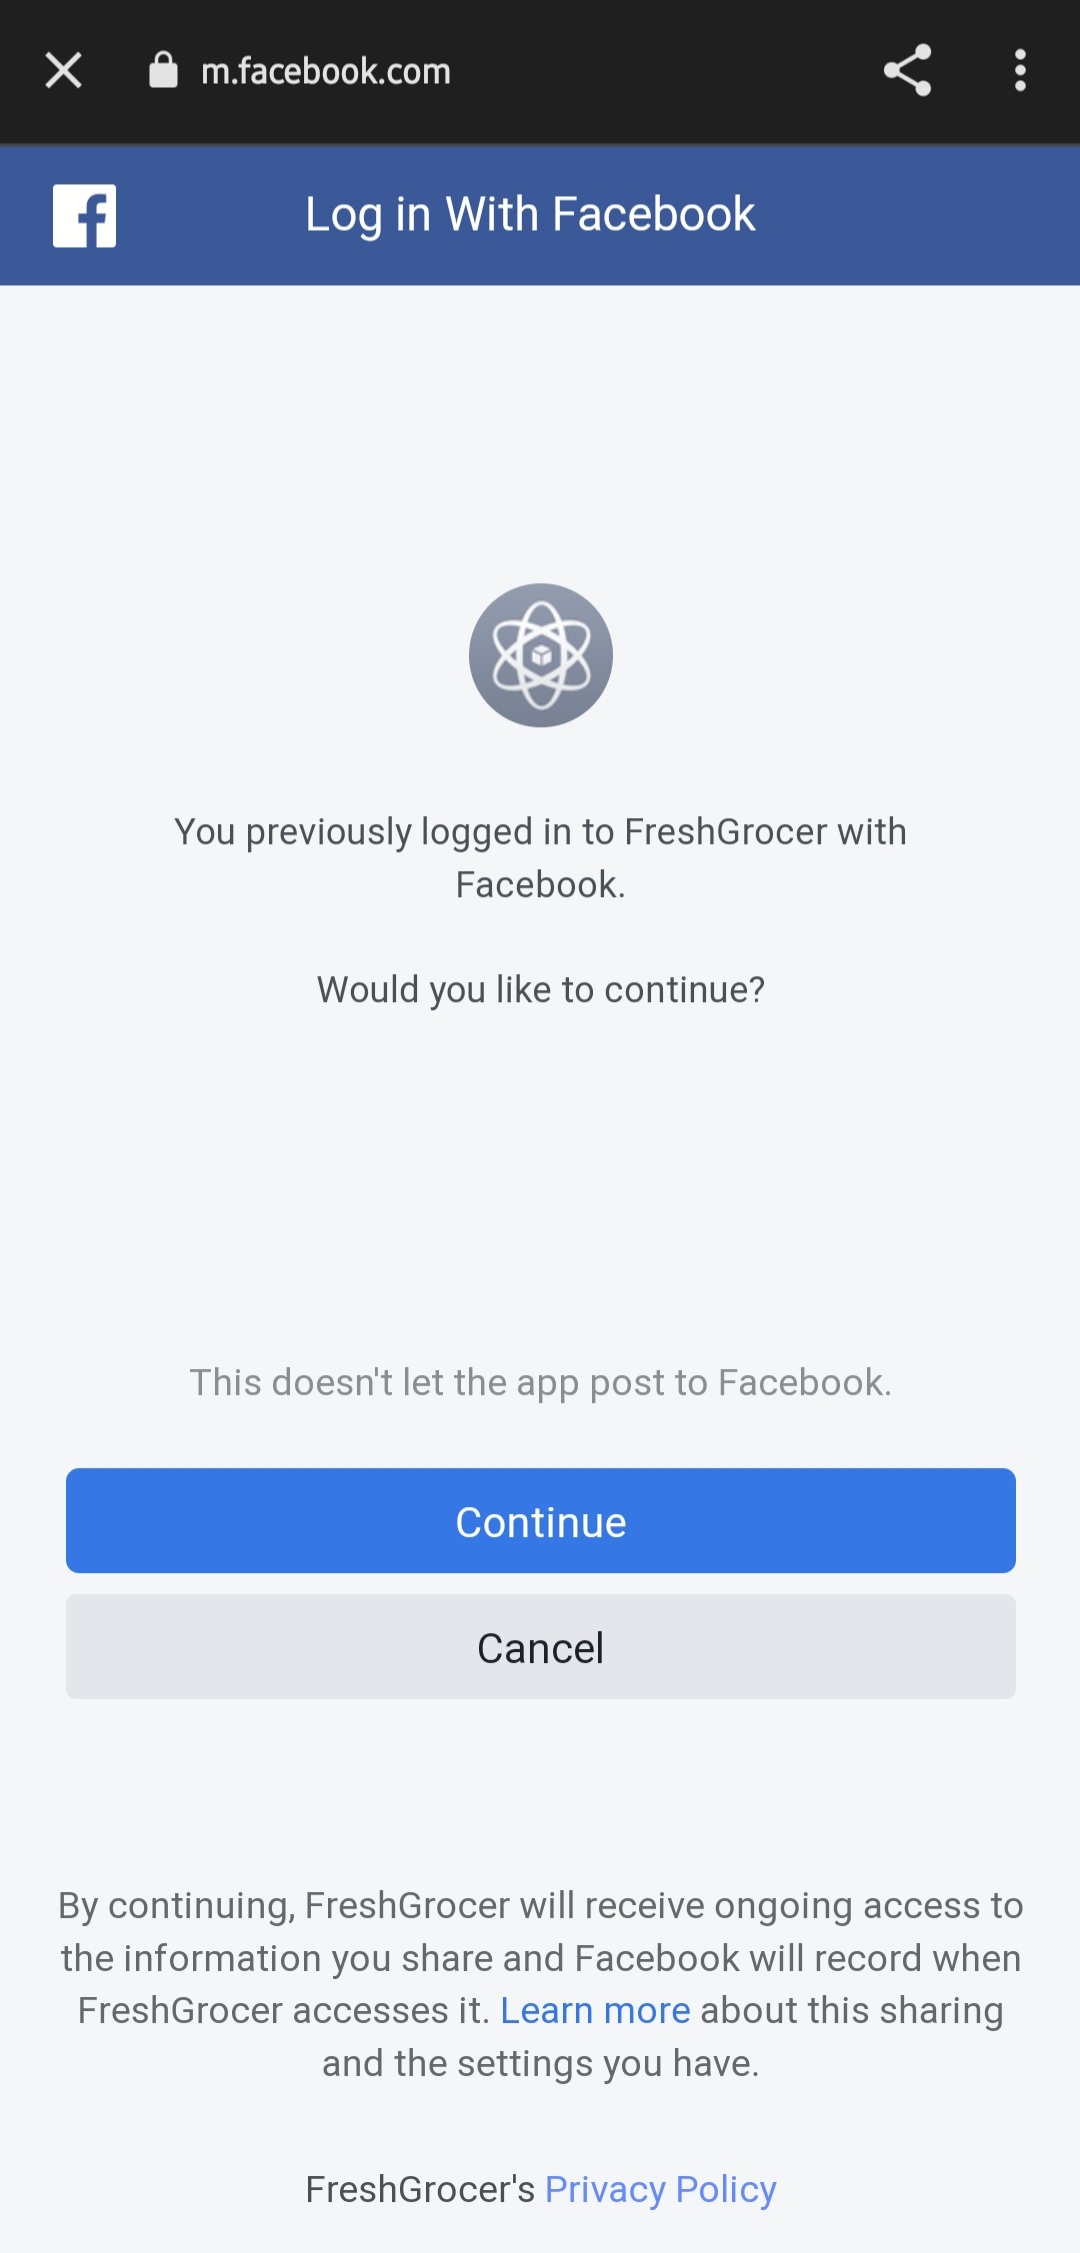 m.facebook.com
Log in With Facebook
You previously logged in to FreshGrocer with
Facebook.
Would you like to continue?
This doesn't let the app post to Facebook.
Continue
Cancel
By continuing, FreshGrocer will receive ongoing access to
the information you share and Facebook will record when
FreshGrocer accesses it. Learn more about this sharing
and the settings you have.
FreshGrocer's Privacy Policy